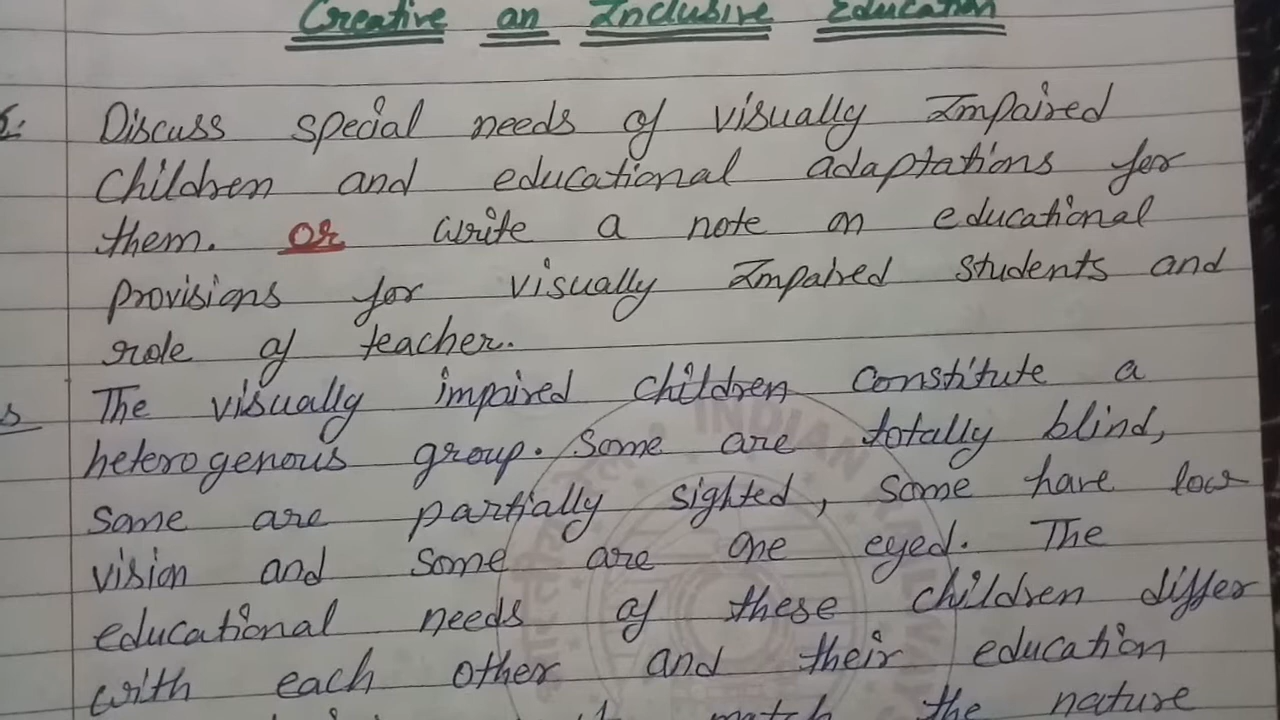 Creative an Inclusive Education
Discuss special needs of visually Impaired
Children and educational adaptations for
them. OR write a note on educational
provisions for visually Impaired students and
role of teacher.
The visually impaired children constitute a
heterogenous group. Some are totally blind,
some are partially sighted, some have low
vision and some are one eyed. The
educational needs of these children differ
with each other and their education
match the nature
INDIAN RAILWAY